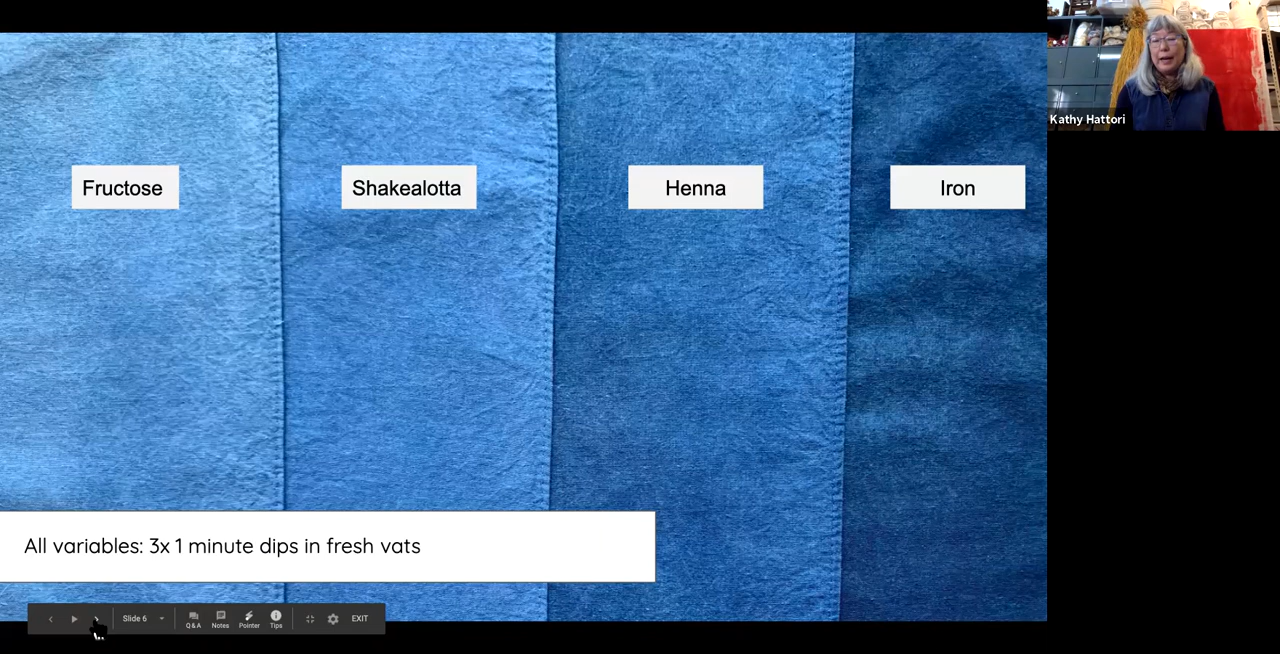 Kathy Hattori
Fructose
Shakealotta
Henna
Iron
All variables: 3x 1 minute dips in fresh vats
Slide 6
Q & A
Notes
Pointer
Tips
EXIT